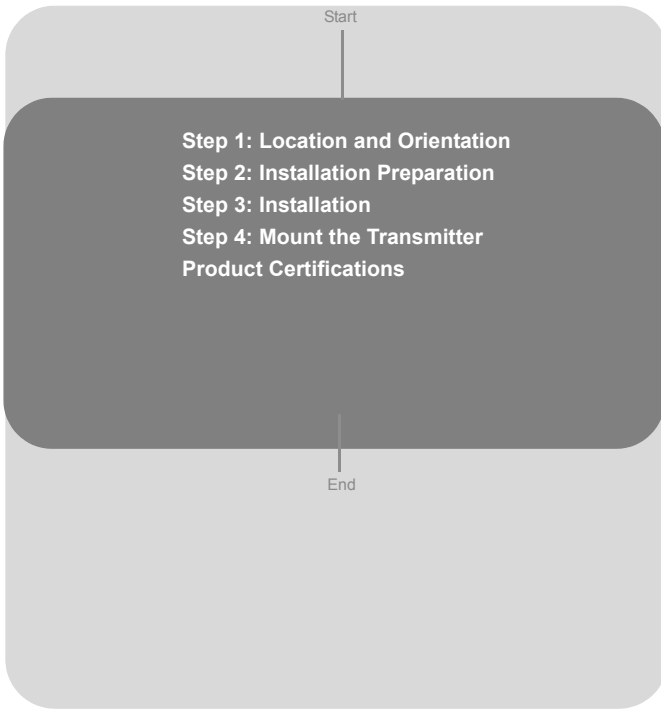 Start
Step 1: Location and Orientation
Step 2: Installation Preparation
Step 3: Installation
Step 4: Mount the Transmitter
Product Certifications
End